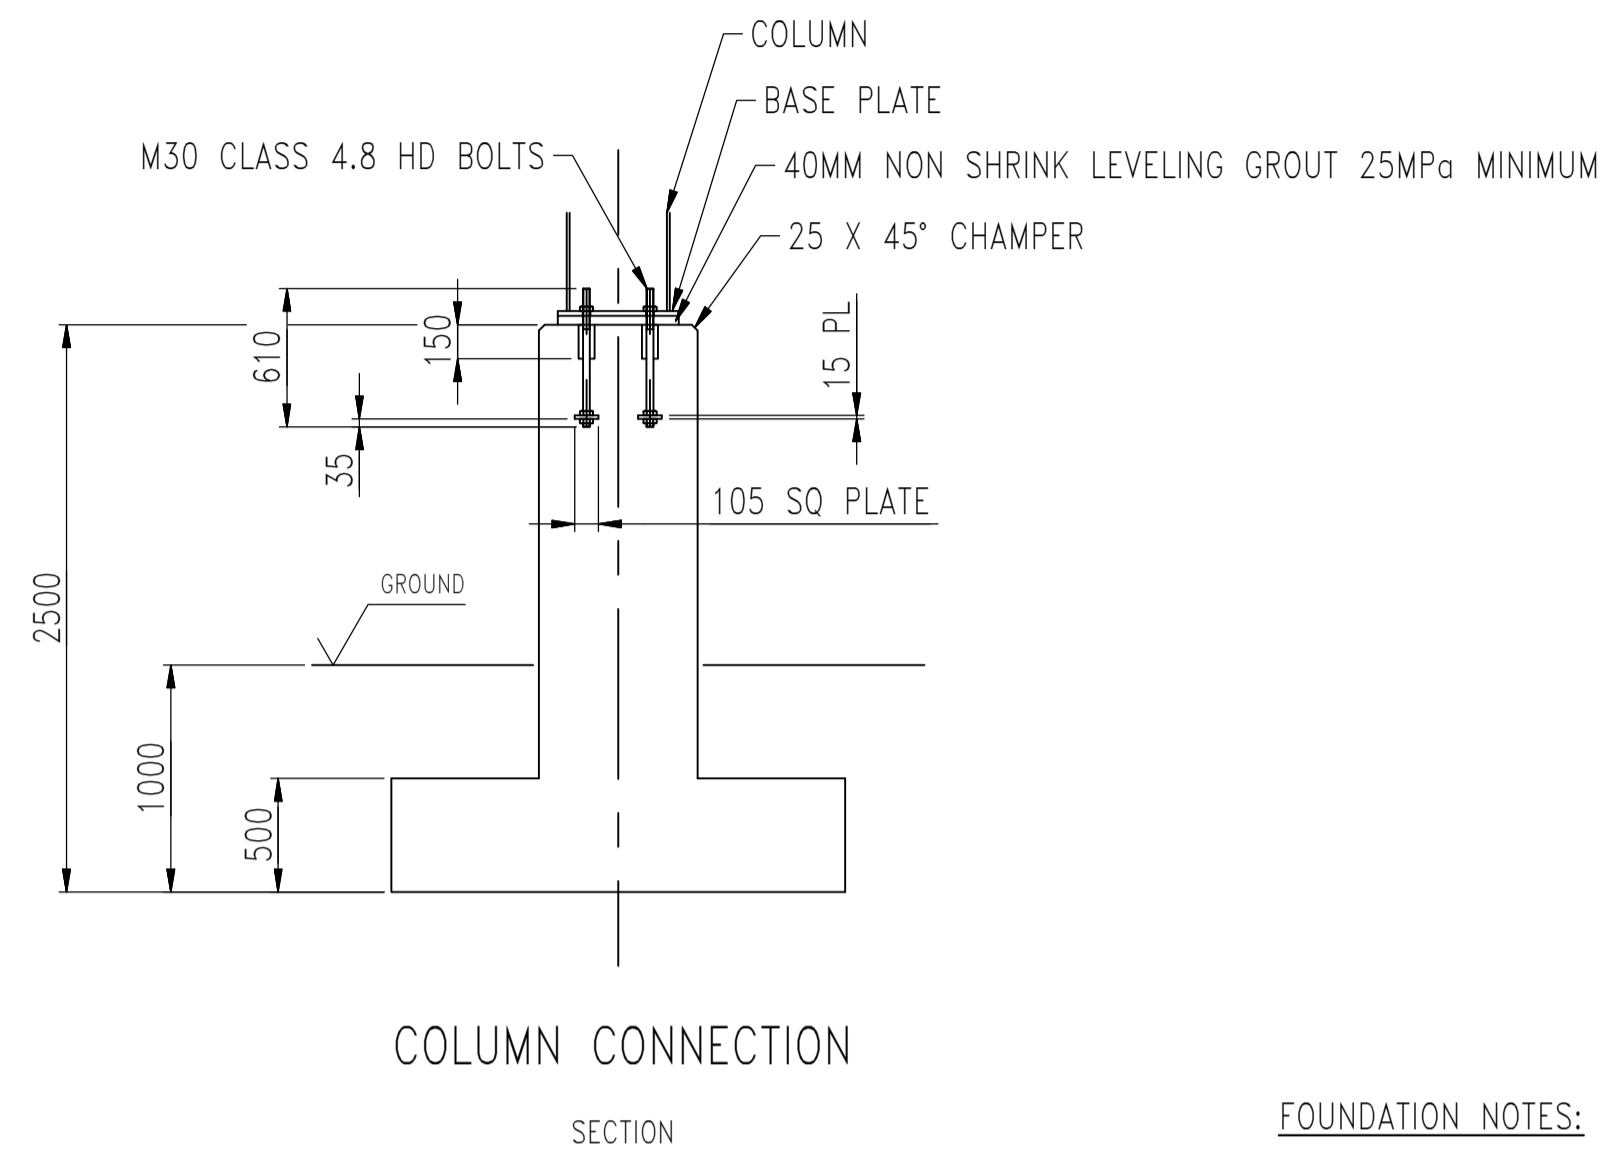 COLUMN
BASE PLATE
M30 CLASS 4.8 HD BOLTS
40MM NON SHRINK LEVELING GROUT 25MPa MINIMUM
25 X 45° CHAMPER
610
150
15 PL
35
105 SQ PLATE
2500
GROUND
1000
500
COLUMN CONNECTION
SECTION
FOUNDATION NOTES: